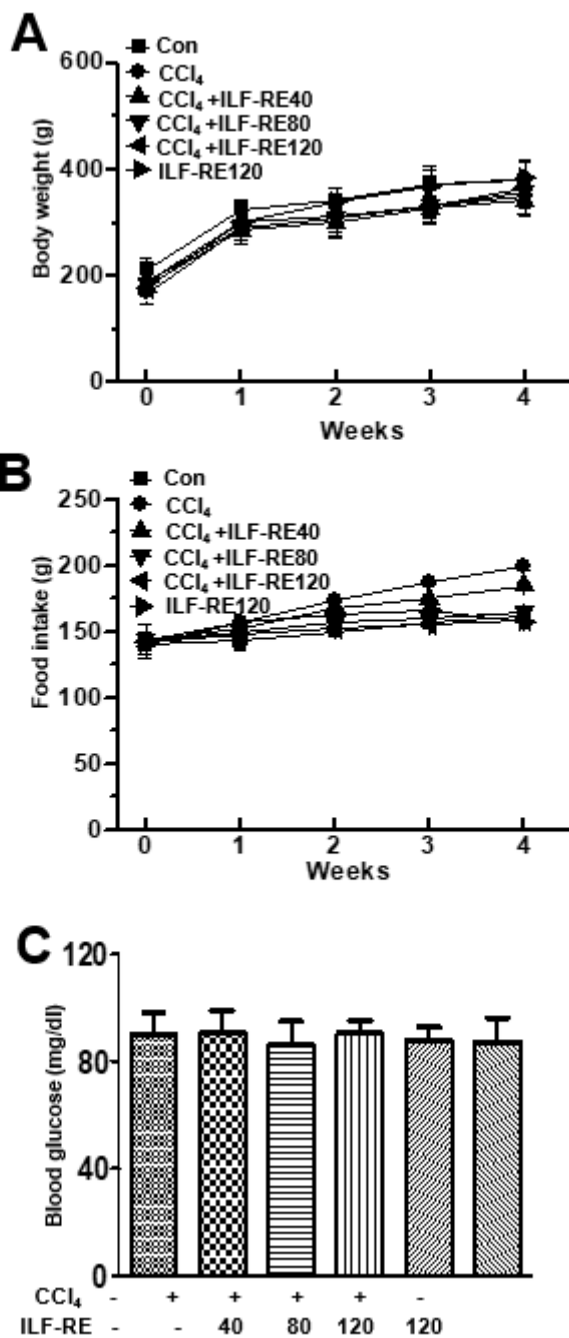 A
Con
CCl₄
CCl₄ +ILF-RE40
CCl₄ +ILF-RE80
CCl₄ +ILF-RE120
ILF-RE120
Body weight (g)
600
400
200
0
0 1 2 3 4
Weeks
B
Con
CCl₄
CCl₄ +ILF-RE40
CCl₄ +ILF-RE80
CCl₄ +ILF-RE120
ILF-RE120
Food intake (g)
250
200
150
100
50
0
0 1 2 3 4
Weeks
C
Blood glucose (mg/dl)
120
80
40
0
CCl₄ - + + + + -
ILF-RE - - 40 80 120 120